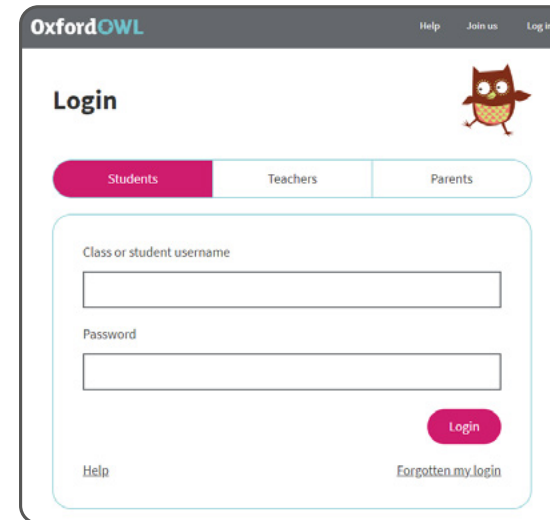 OxfordOWL Help Join us Log in
Login
Students Teachers Parents
Class or student username
Password
Login
Help Forgotten my login